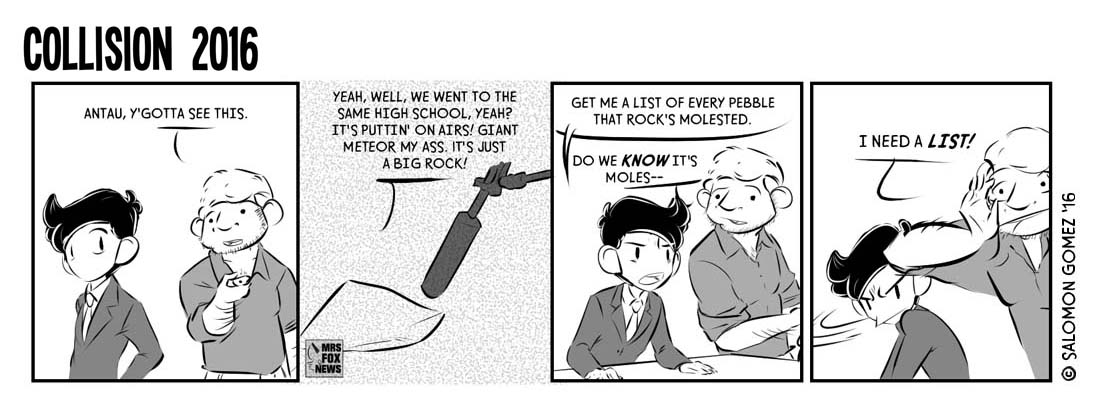 COLLISION 2016
ANTAU, Y'GOTTA SEE THIS.
YEAH, WELL, WE WENT TO THE
SAME HIGH SCHOOL, YEAH?
IT'S PUTTIN' ON AIRS! GIANT
METEOR MY ASS. IT'S JUST
A BIG ROCK!
MRS
FOX
NEWS
GET ME A LIST OF EVERY PEBBLE
THAT ROCK'S MOLESTED.
DO WE KNOW IT'S
MOLES--
I NEED A LIST!
© SALOMON GOMEZ '16